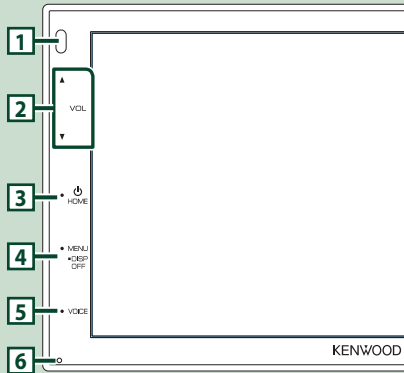 1
2
▲
VOL
▼
3
• ⏻
HOME
4
• MENU
•DISP
OFF
5
• VOICE
6
KENWOOD